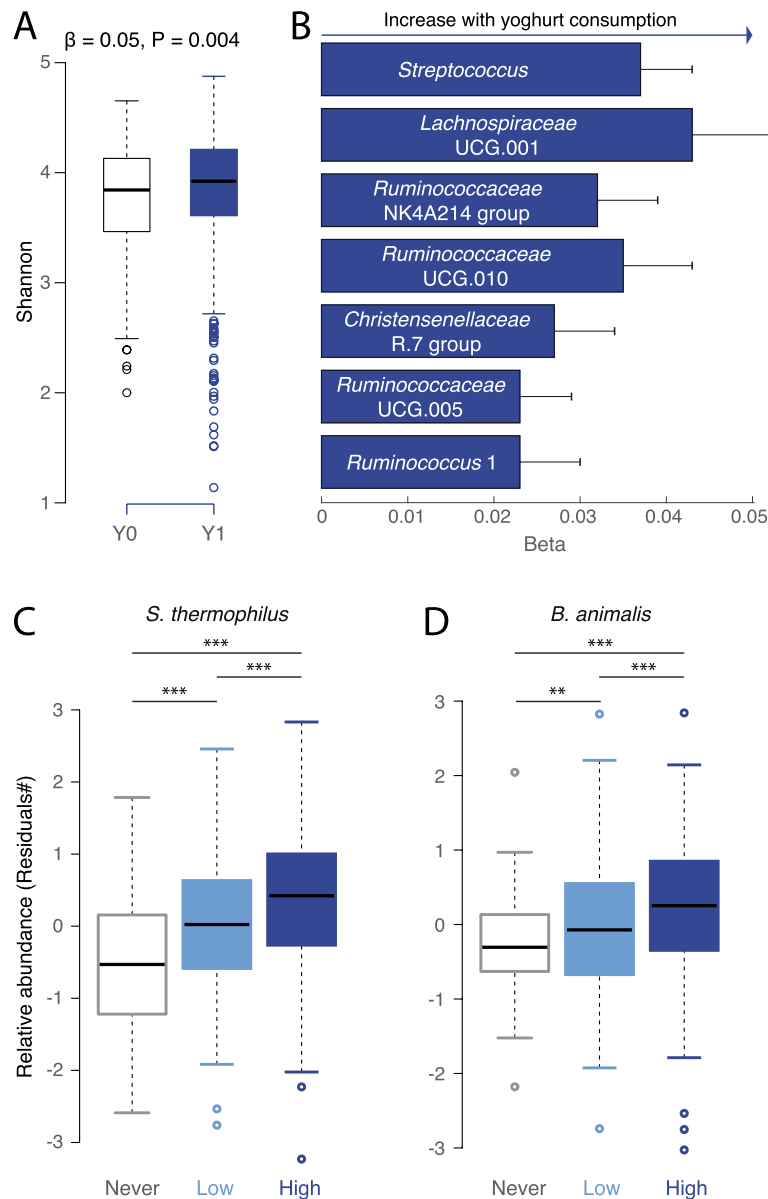 A
β = 0.05, P = 0.004
5
4
3
2
1
Shannon
Y0
Y1
B
Increase with yoghurt consumption
Streptococcus
Lachnospiraceae
UCG.001
Ruminococcaceae
NK4A214 group
Ruminococcaceae
UCG.010
Christensenellaceae
R.7 group
Ruminococcaceae
UCG.005
Ruminococcus 1
0 0.01 0.02 0.03 0.04 0.05
Beta
C
S. thermophilus
***
***
***
3
2
1
0
-1
-2
-3
Relative abundance (Residuals#)
Never Low High
D
B. animalis
***
***
**
3
2
1
0
-1
-2
-3
Never Low High